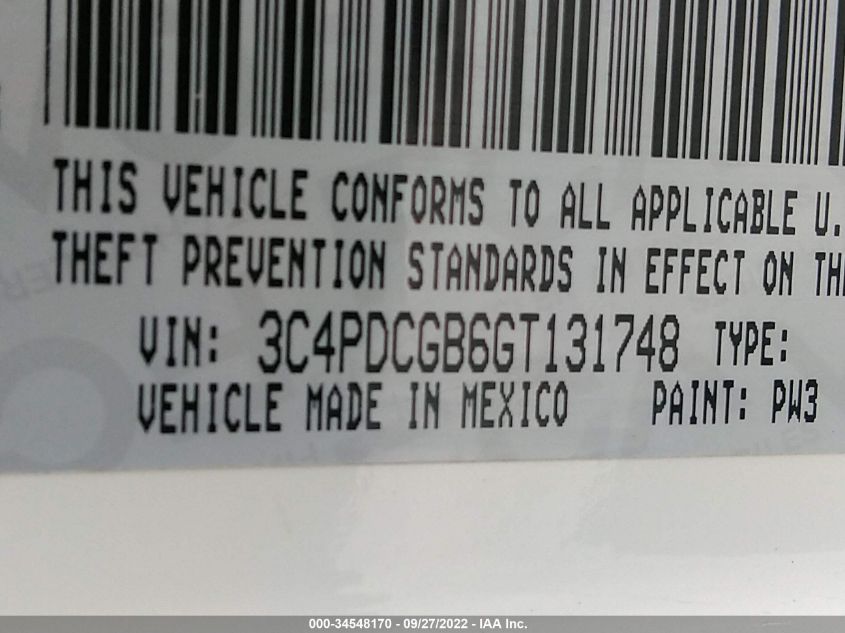 THIS VEHICLE CONFORMS TO ALL APPLICABLE U.
THEFT PREVENTION STANDARDS IN EFFECT ON TH
VIN: 3C4PDCGB6GT131748 TYPE:
VEHICLE MADE IN MEXICO PAINT: PW3
000-34548170 - 09/27/2022 - IAA Inc.